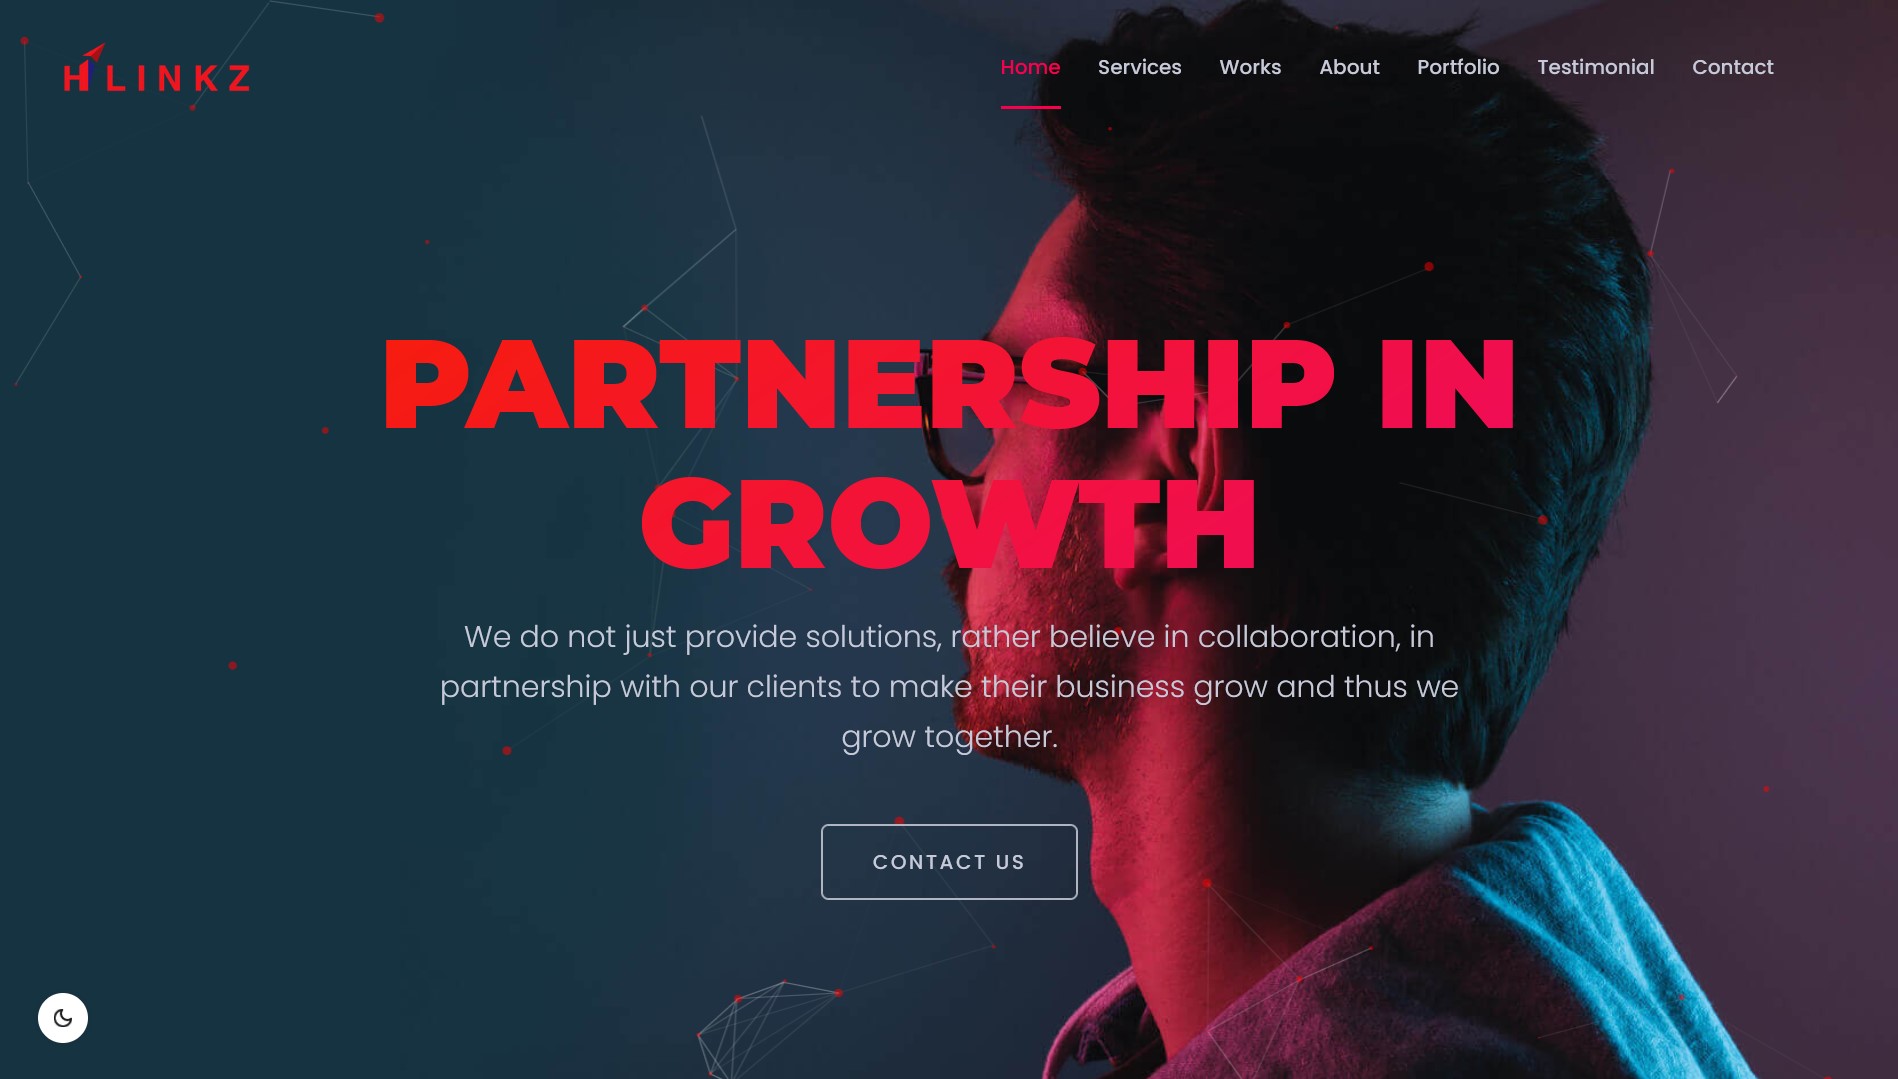 HLINKZ
Home Services Works About Portfolio Testimonial Contact
PARTNERSHIP IN
GROWTH
We do not just provide solutions, rather believe in collaboration, in
partnership with our clients to make their business grow and thus we
grow together.
CONTACT US